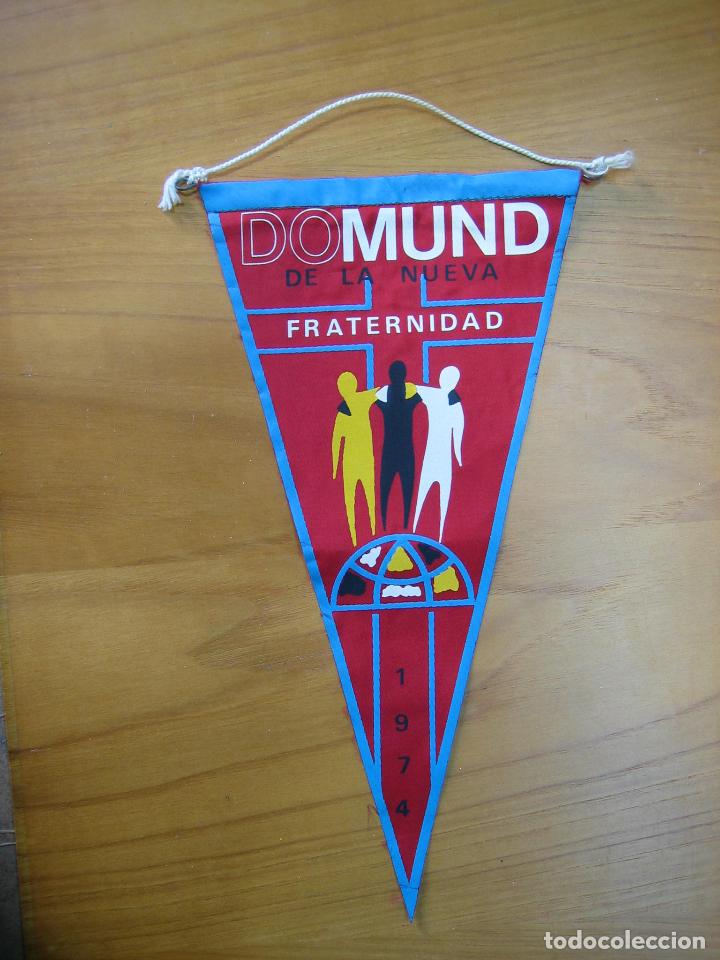 DOMUND
DE LA NUEVA
FRATERNIDAD
1
9
7
4
todocoleccion